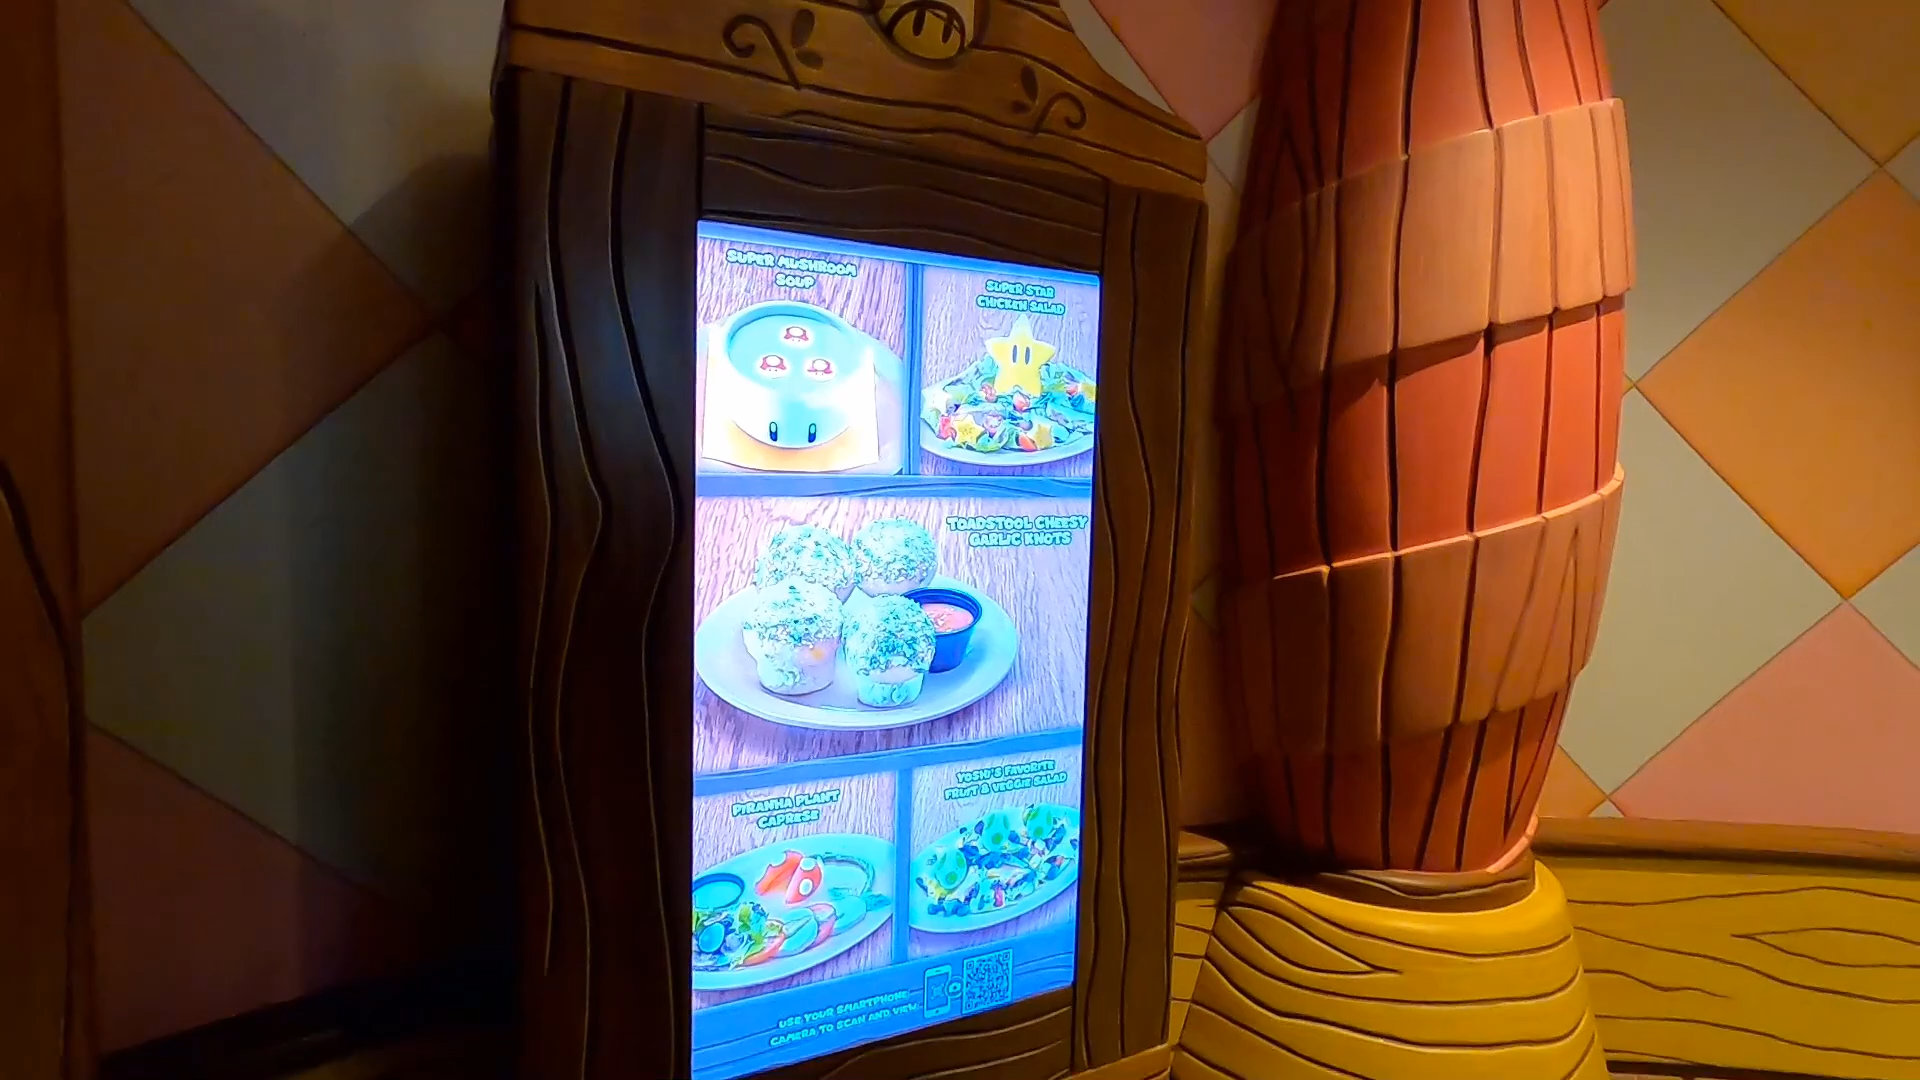 SUPER MUSHROOM
SOUP
SUPER STAR
CHICKEN SALAD
TOADSTOOL CHEESY
GARLIC KNOTS
PIRANHA PLANT
CAPRESE
YOSHI'S FAVORITE
FRUIT & VEGGIE SALAD
USE YOUR SMARTPHONE
CAMERA TO SCAN AND VIEW